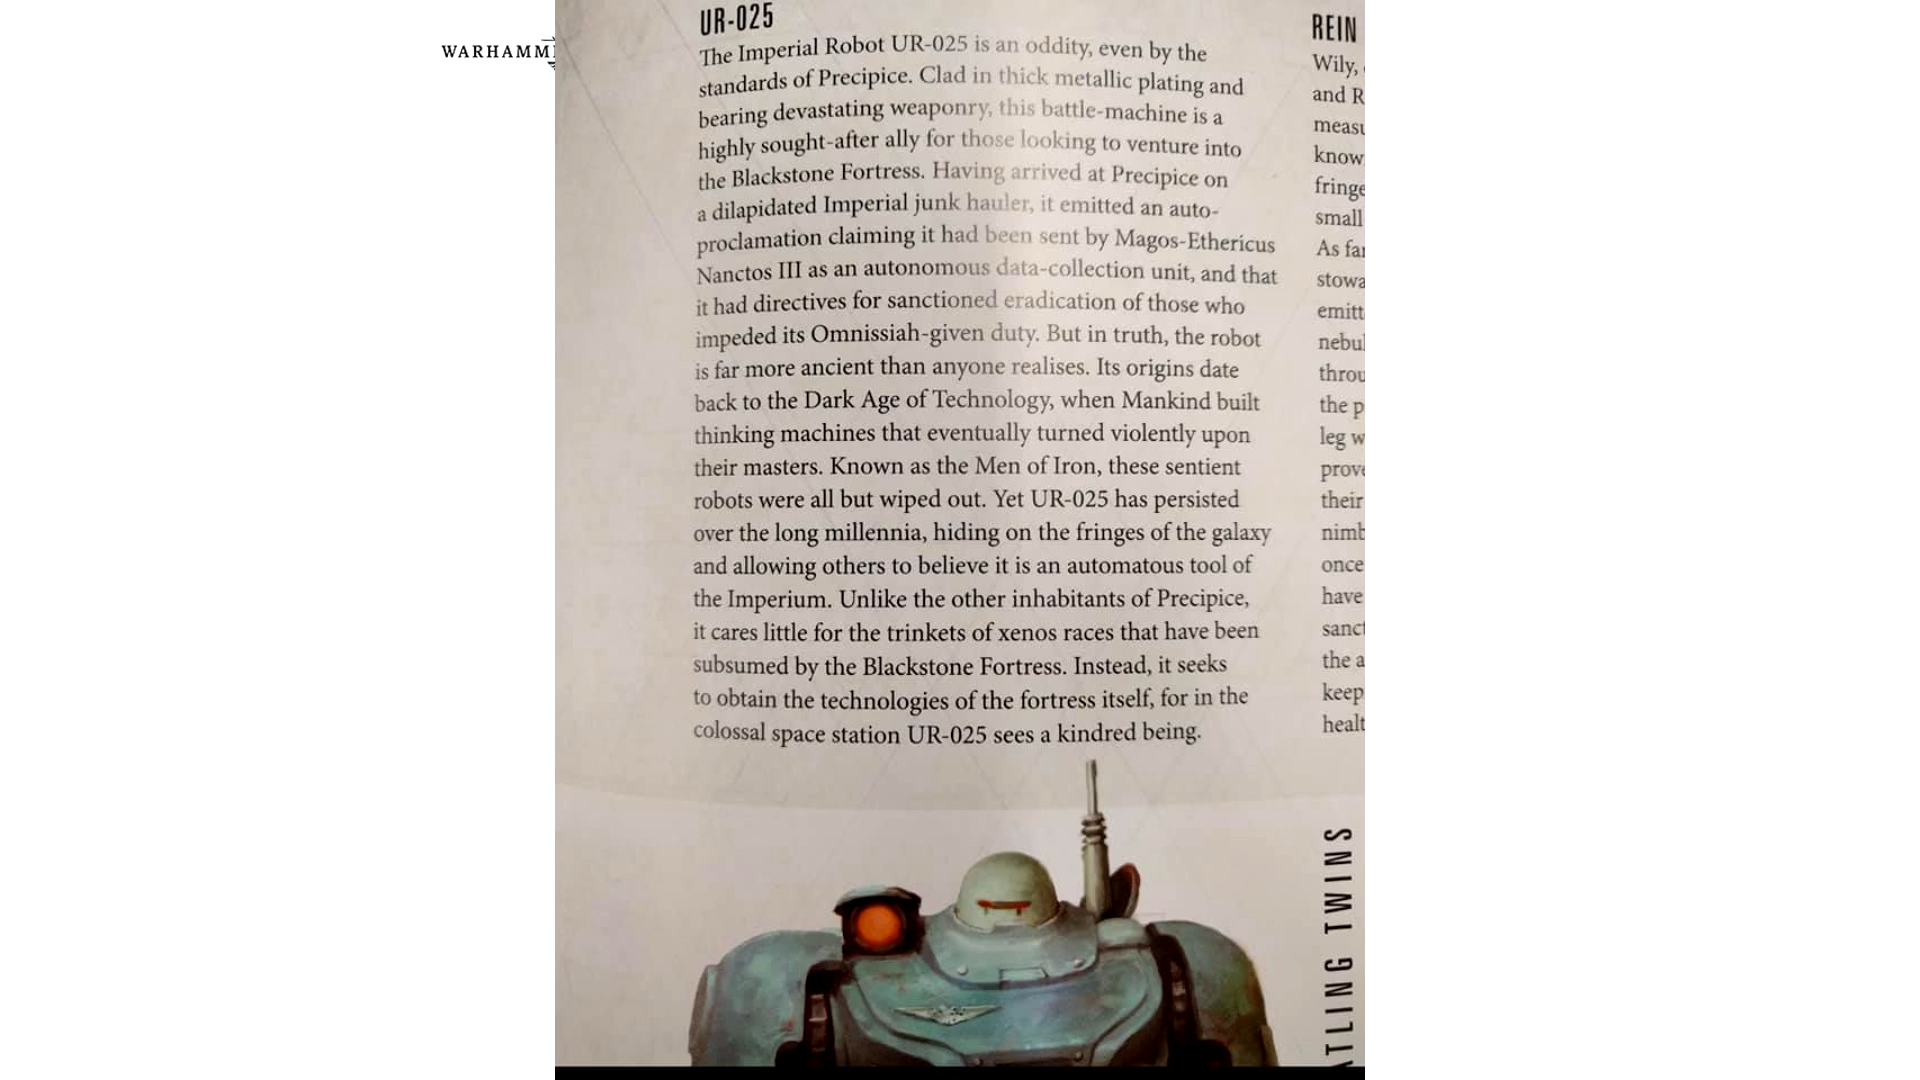 WARHAMM
UR-025
The Imperial Robot UR-025 is an oddity, even by the
standards of Precipice. Clad in thick metallic plating and
bearing devastating weaponry, this battle-machine is a
highly sought-after ally for those looking to venture into
the Blackstone Fortress. Having arrived at Precipice on
a dilapidated Imperial junk hauler, it emitted an auto-
proclamation claiming it had been sent by Magos-Ethericus
Nanctos III as an autonomous data-collection unit, and that
it had directives for sanctioned eradication of those who
impeded its Omnissiah-given duty. But in truth, the robot
is far more ancient than anyone realises. Its origins date
back to the Dark Age of Technology, when Mankind built
thinking machines that eventually turned violently upon
their masters. Known as the Men of Iron, these sentient
robots were all but wiped out. Yet UR-025 has persisted
over the long millennia, hiding on the fringes of the galaxy
and allowing others to believe it is an automatous tool of
the Imperium. Unlike the other inhabitants of Precipice,
it cares little for the trinkets of xenos races that have been
subsumed by the Blackstone Fortress. Instead, it seeks
to obtain the technologies of the fortress itself, for in the
colossal space station UR-025 sees a kindred being.
REIN
Wily,
and R
measu
know
fringe
small
As far
stowa
emitt
nebul
throu
the p
leg w
prove
their
nimb
once
have
sanct
the a
keep
healt
ATLING TWINS